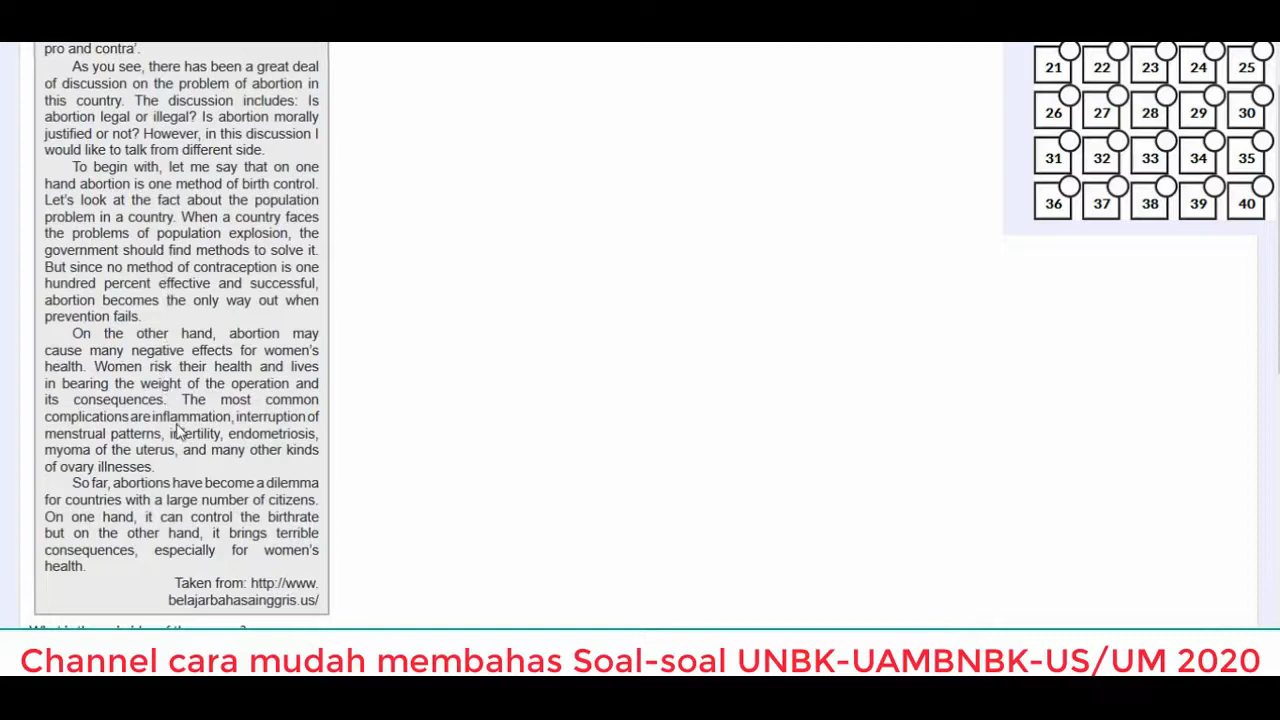 pro and contra'.
As you see, there has been a great deal
of discussion on the problem of abortion in
this country. The discussion includes: Is
abortion legal or illegal? Is abortion morally
justified or not? However, in this discussion I
would like to talk from different side.
To begin with, let me say that on one
hand abortion is one method of birth control.
Let's look at the fact about the population
problem in a country. When a country faces
the problems of population explosion, the
government should find methods to solve it.
But since no method of contraception is one
hundred percent effective and successful,
abortion becomes the only way out when
prevention fails.
On the other hand, abortion may
cause many negative effects for women's
health. Women risk their health and lives
in bearing the weight of the operation and
its consequences. The most common
complications are inflammation, interruption of
menstrual patterns, infertility, endometriosis,
myoma of the uterus, and many other kinds
of ovary illnesses.
So far, abortions have become a dilemma
for countries with a large number of citizens.
On one hand, it can control the birthrate
but on the other hand, it brings terrible
consequences, especially for women's
health.
Taken from: http://www.
belajarbahasainggris.us/
21 22 23 24 25
26 27 28 29 30
31 32 33 34 35
36 37 38 39 40
Channel cara mudah membahas Soal-soal UNBK-UAMBNBK-US/UM 2020